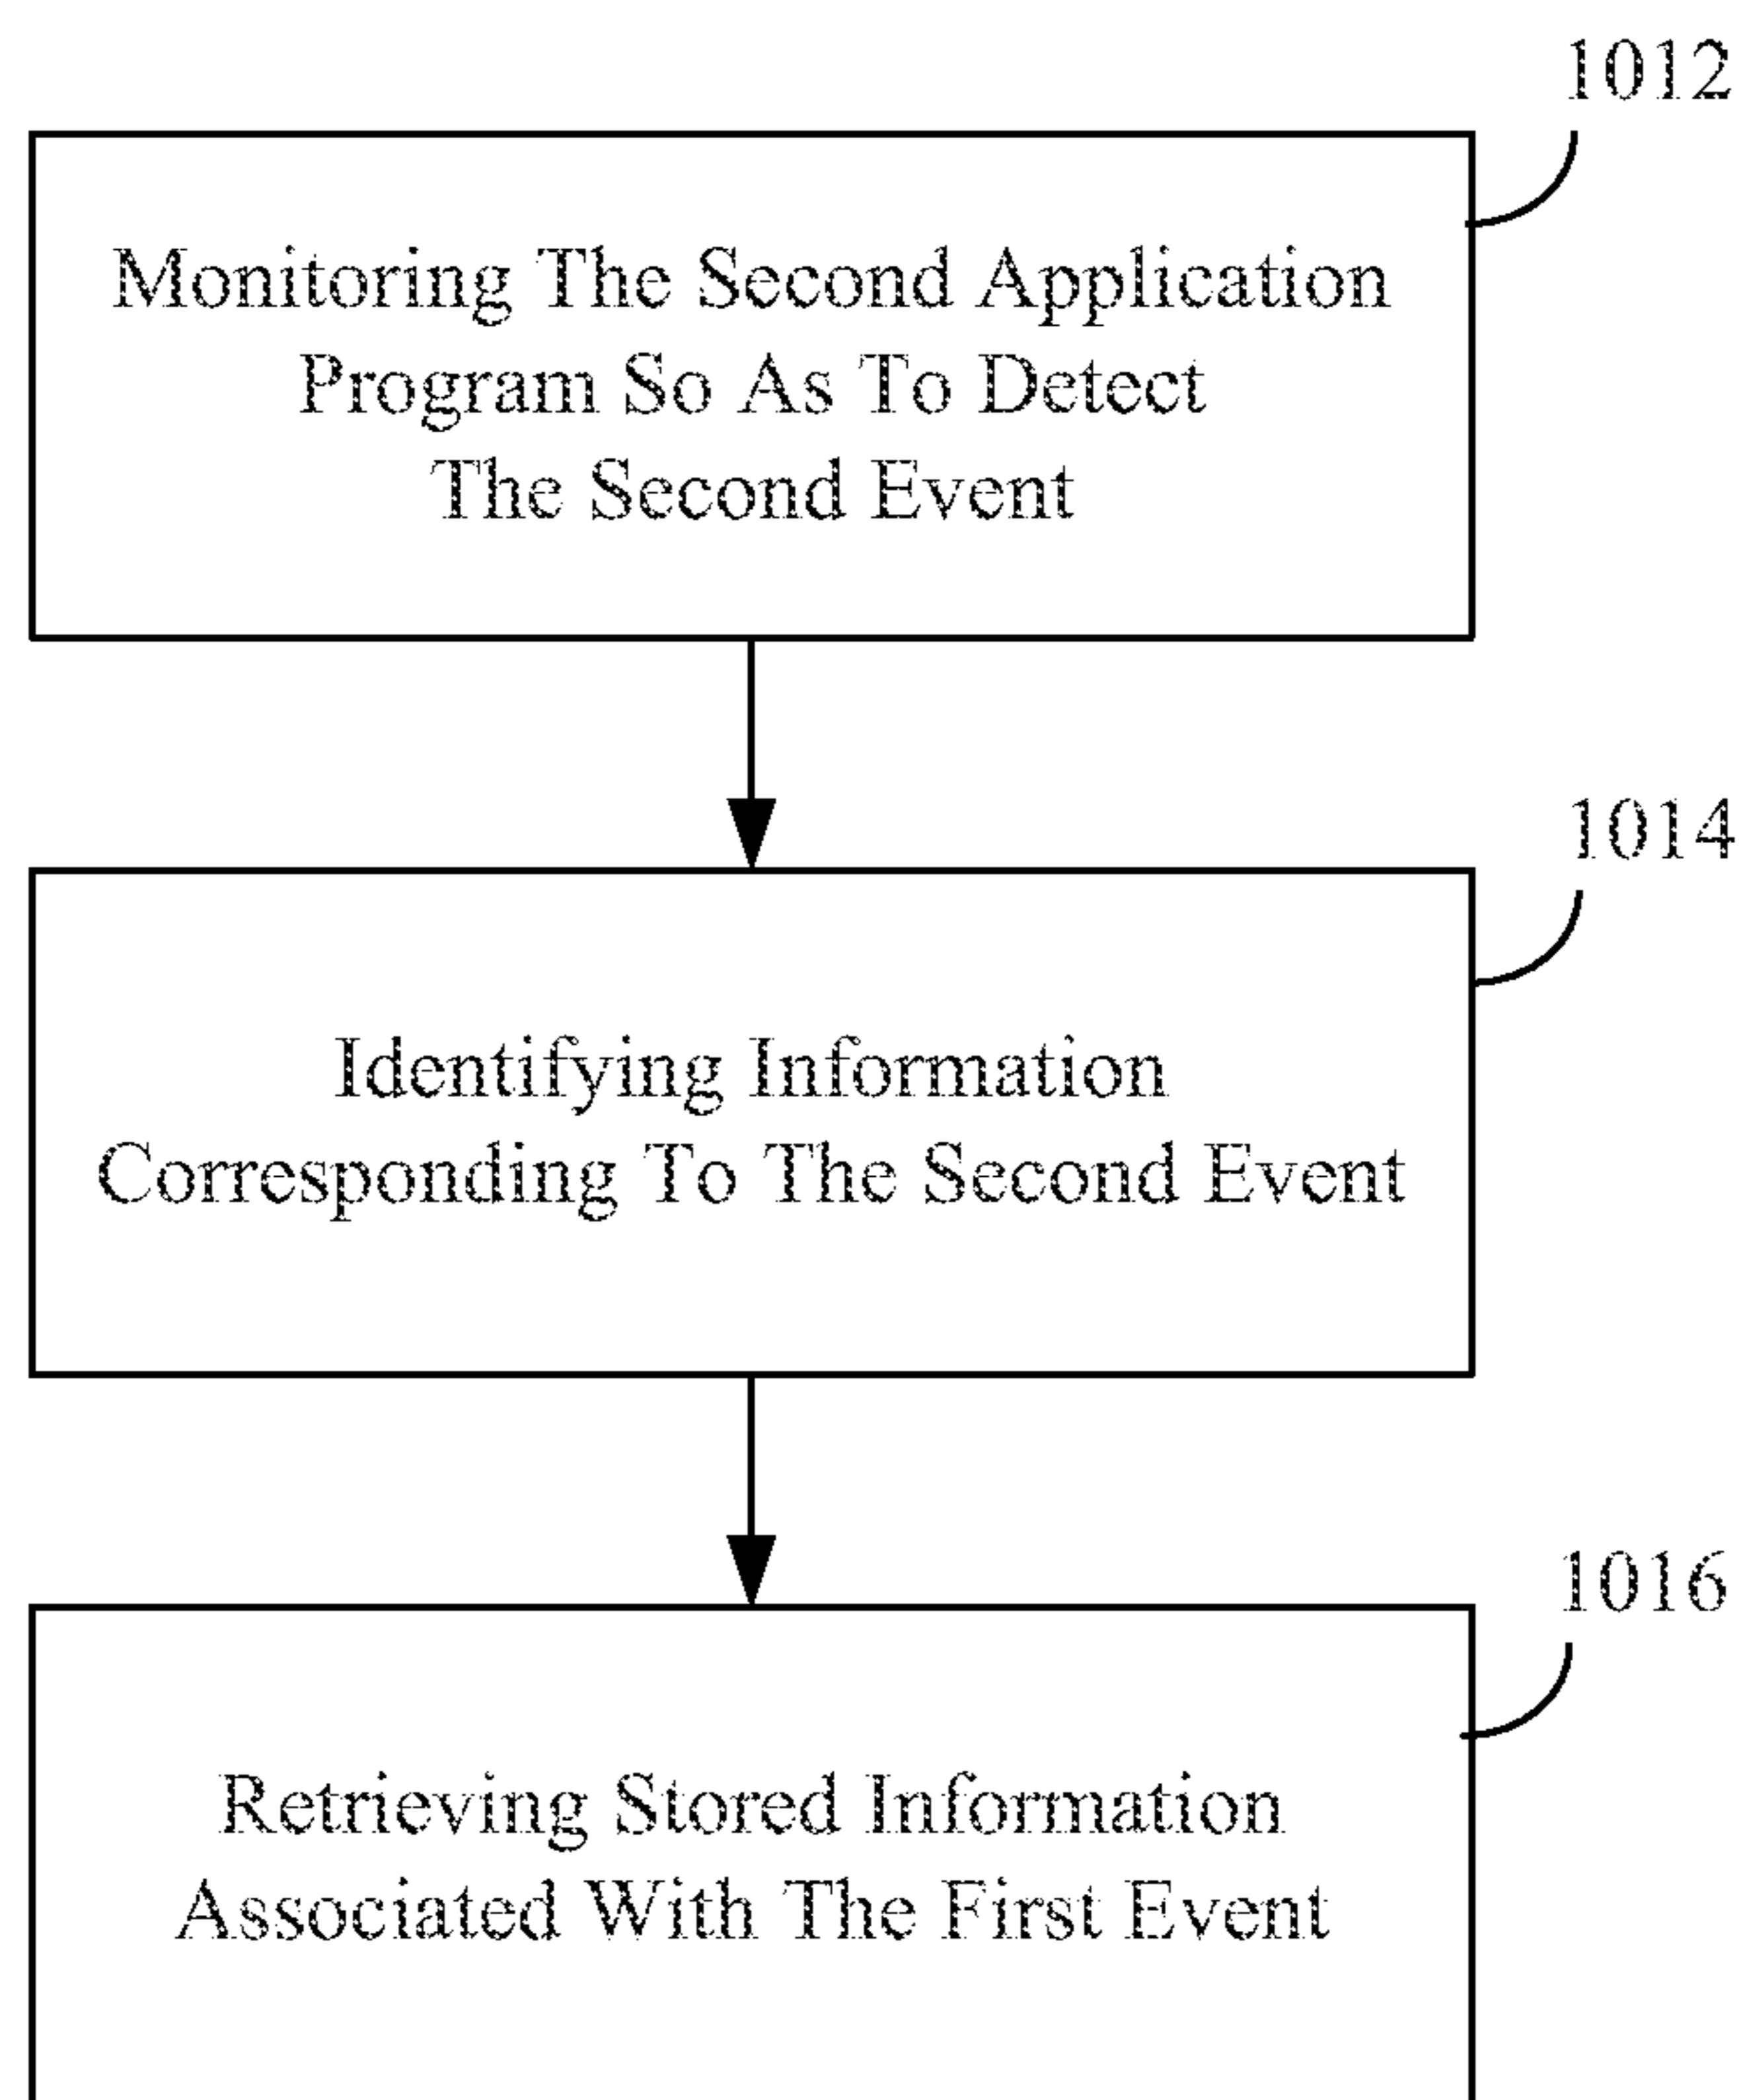 1012
Monitoring The Second Application
Program So As To Detect
The Second Event
1014
Identifying Information
Corresponding To The Second Event
1016
Retrieving Stored Information
Associated With The First Event